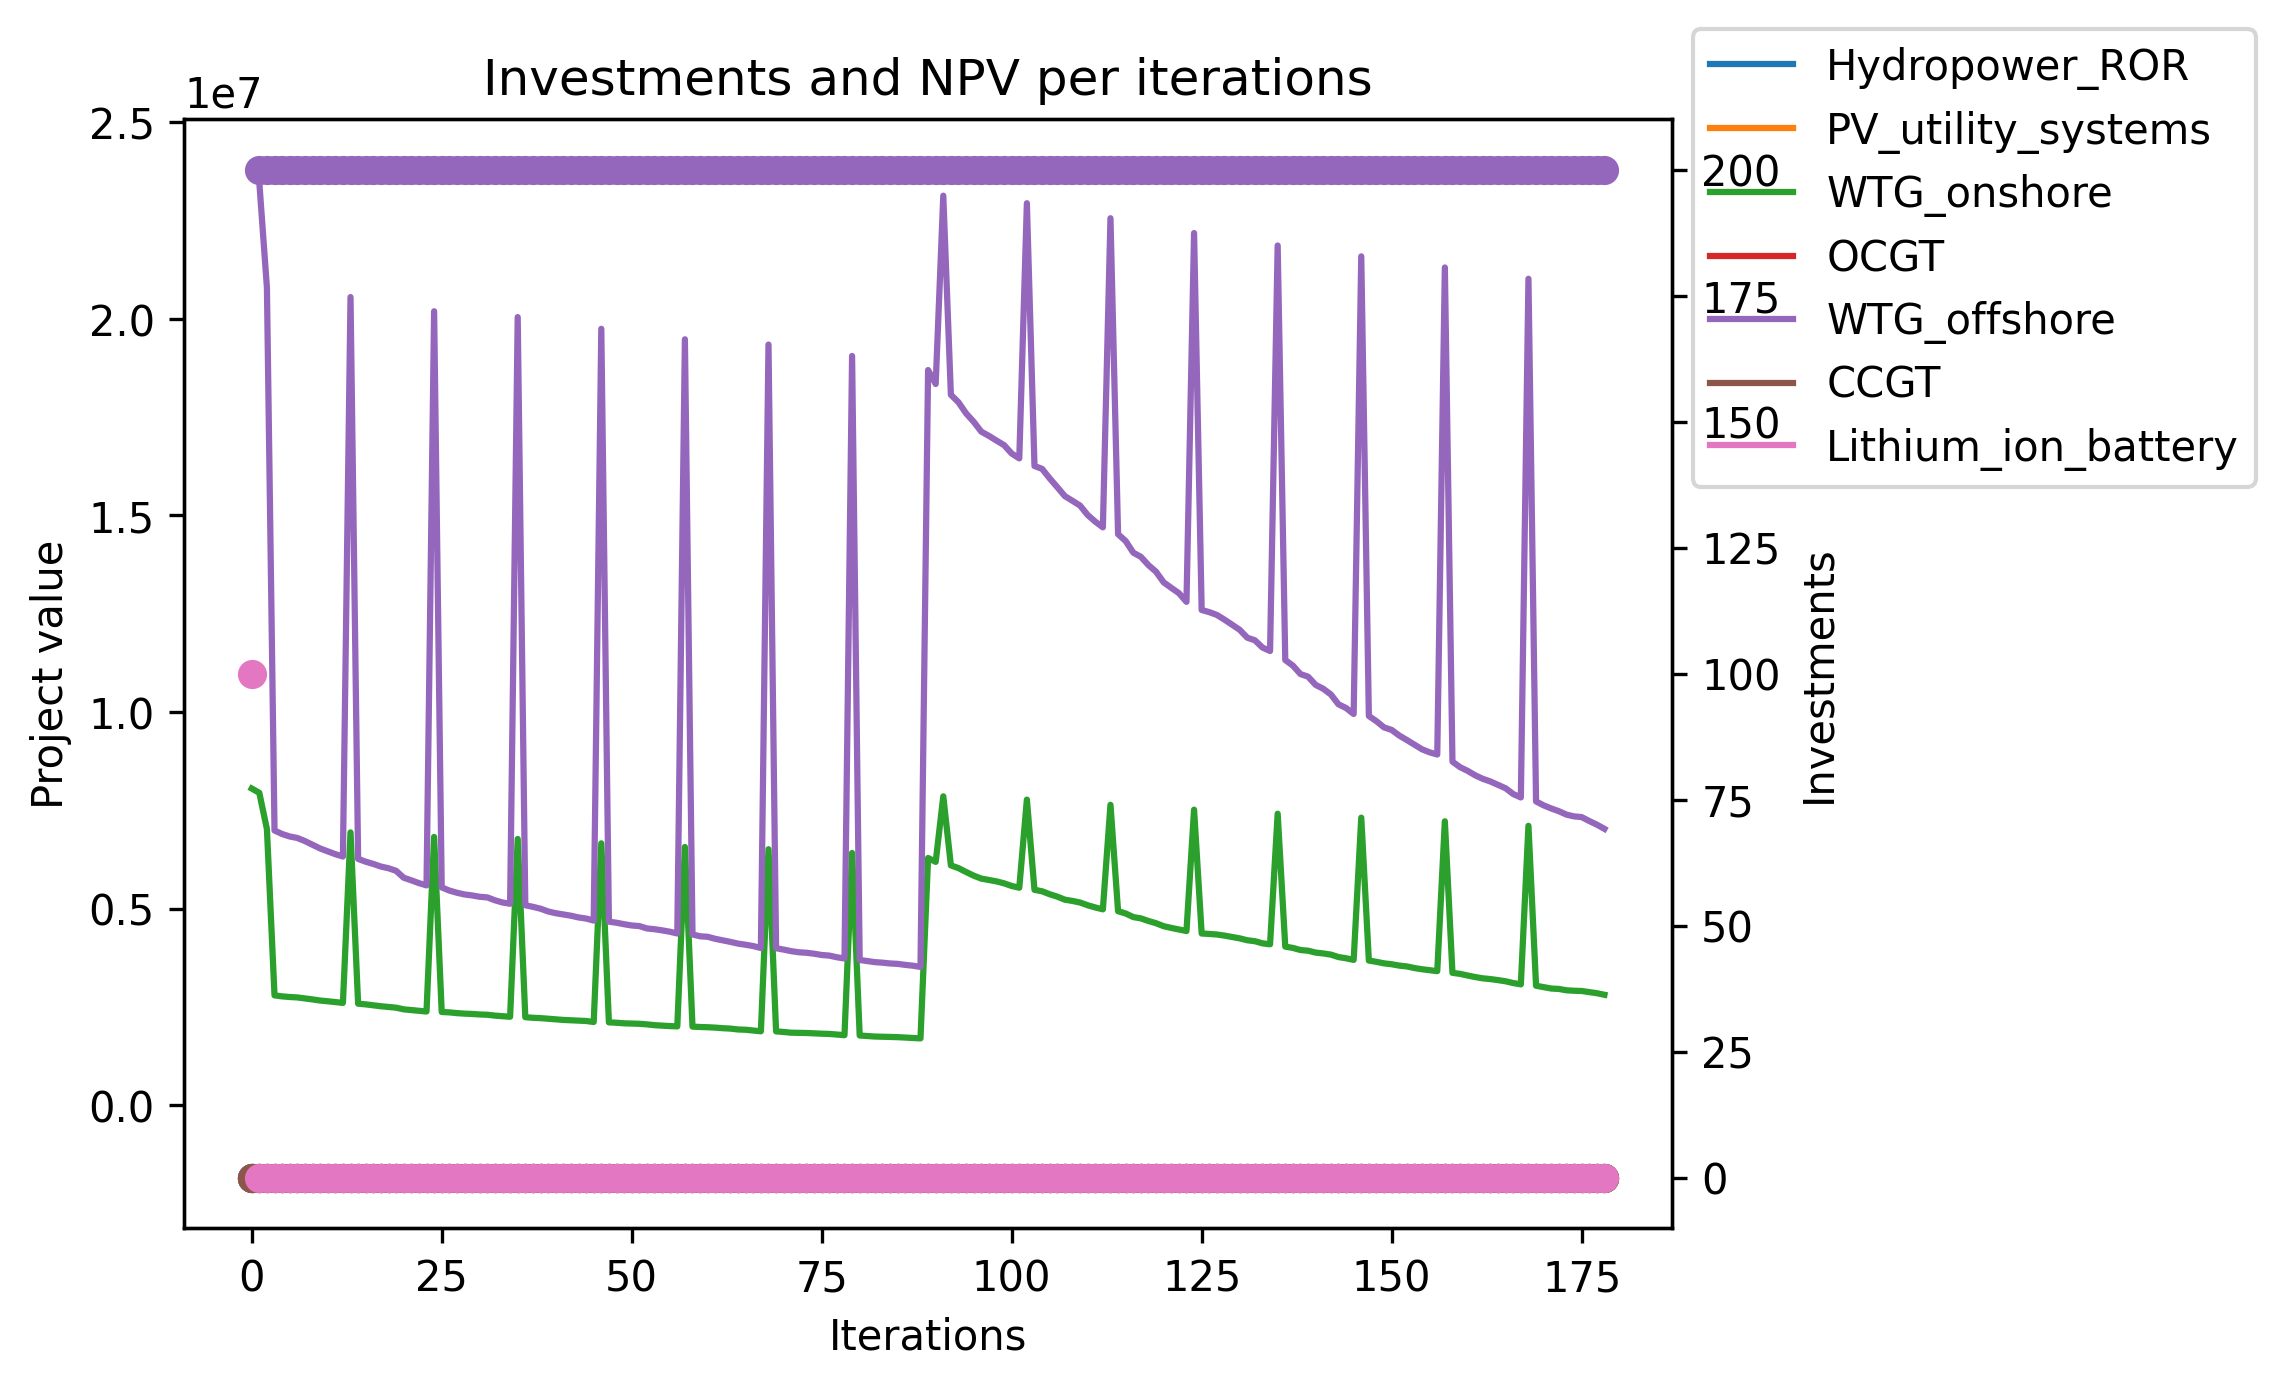 Investments and NPV per iterations
1e7
2.5
2.0
1.5
1.0
0.5
0.0
Project value
0
25
50
75
100
125
150
175
Iterations
200
175
150
125
100
75
50
25
0
Investments
Hydropower_ROR
PV_utility_systems
WTG_onshore
OCGT
WTG_offshore
CCGT
Lithium_ion_battery